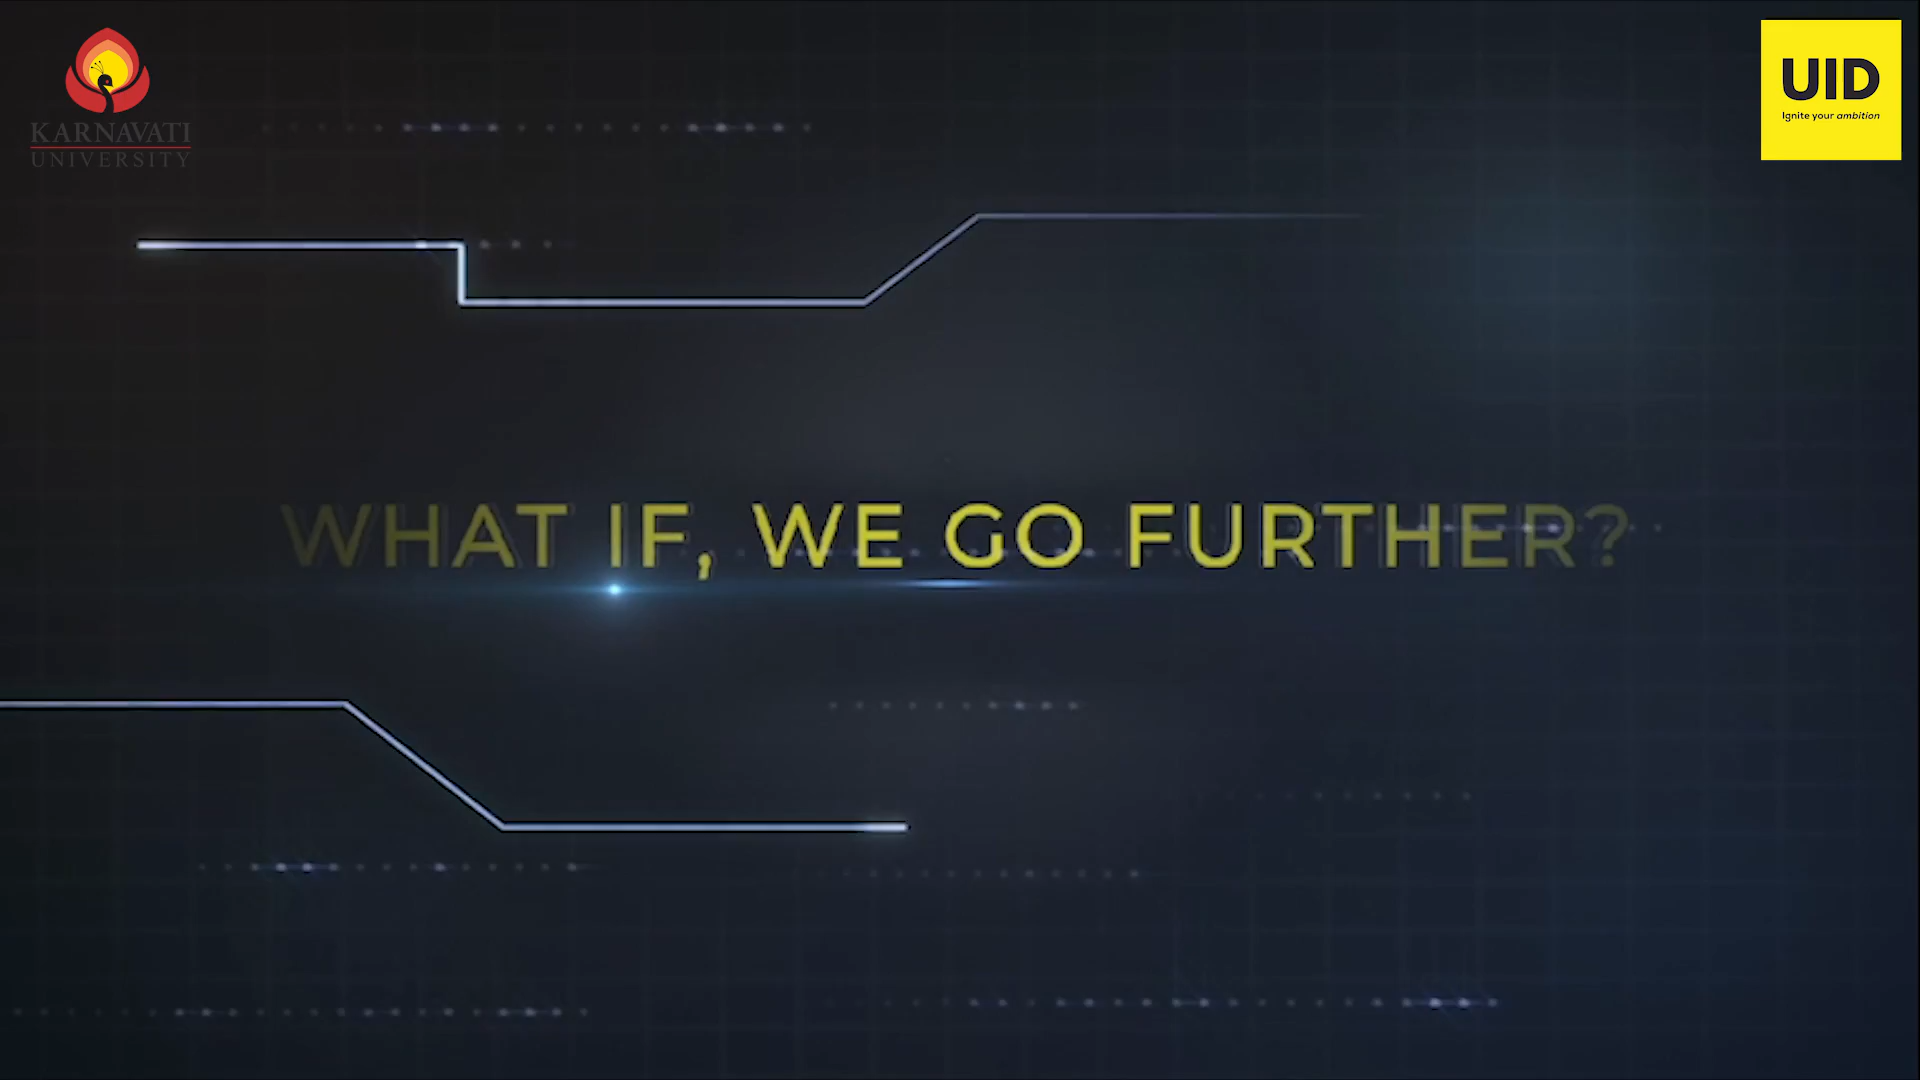 KARNAVATI
UNIVERSITY
UID
Ignite your ambition
WHAT IF, WE GO FURTHER?